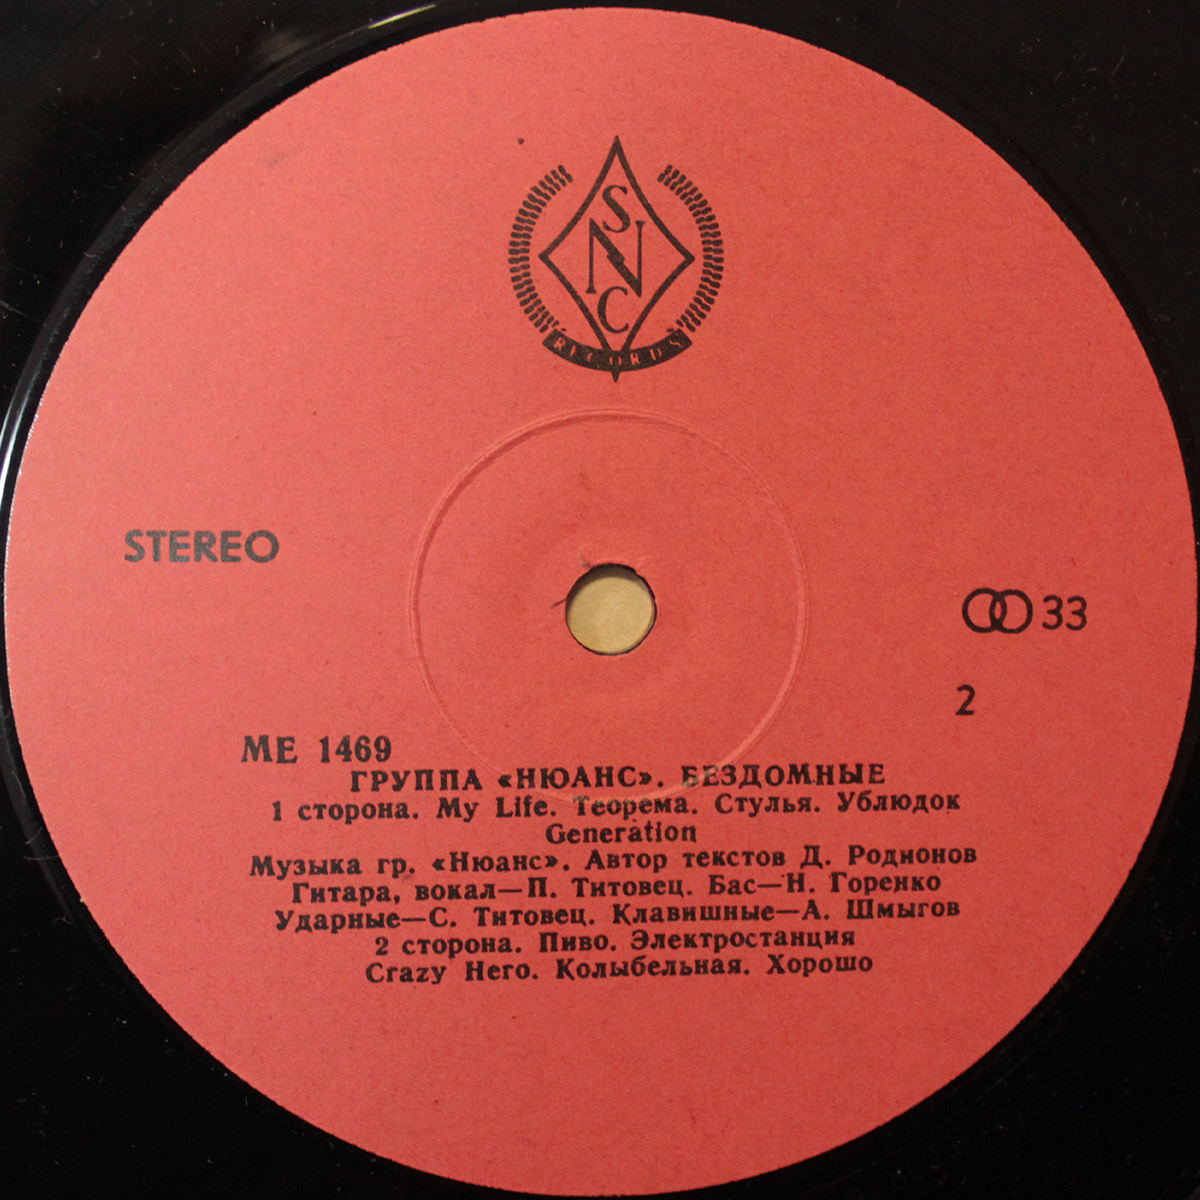 S
N
C
RECORDS
STEREO
33
2
МЕ 1469
ГРУППА «НЮАНС». БЕЗДОМНЫЕ
1 сторона. My Life. Теорема. Стулья. Ублюдок
Generation
Музыка гр. «Нюанс». Автор текстов Д. Родионов
Гитара, вокал—П. Титовец. Бас—Н. Горенко
Ударные—С. Титовец. Клавишные—А. Шмыгов
2 сторона. Пиво. Электростанция
Crazy Него. Колыбельная. Хорошо